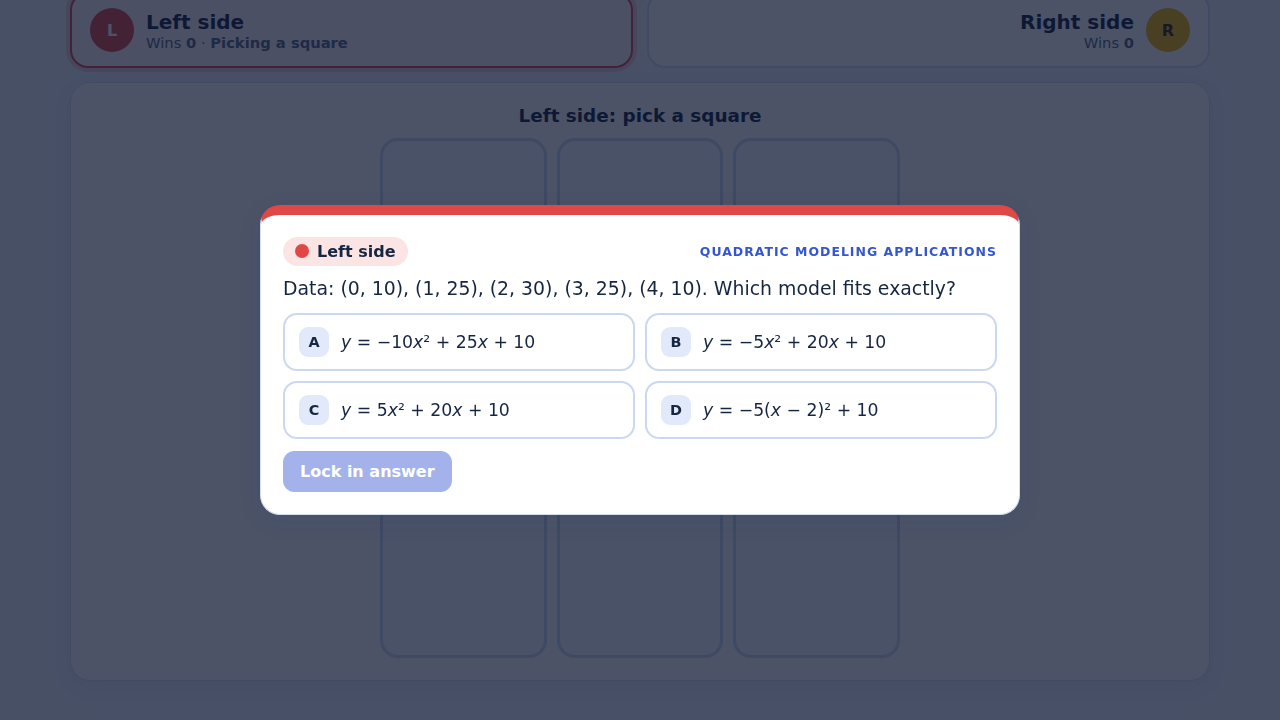 L
Left side
Wins 0 · Picking a square
Right side
Wins 0
R
Left side: pick a square
Left side
QUADRATIC MODELING APPLICATIONS
Data: (0, 10), (1, 25), (2, 30), (3, 25), (4, 10). Which model fits exactly?
A y = −10x² + 25x + 10
B y = −5x² + 20x + 10
C y = 5x² + 20x + 10
D y = −5(x − 2)² + 10
Lock in answer